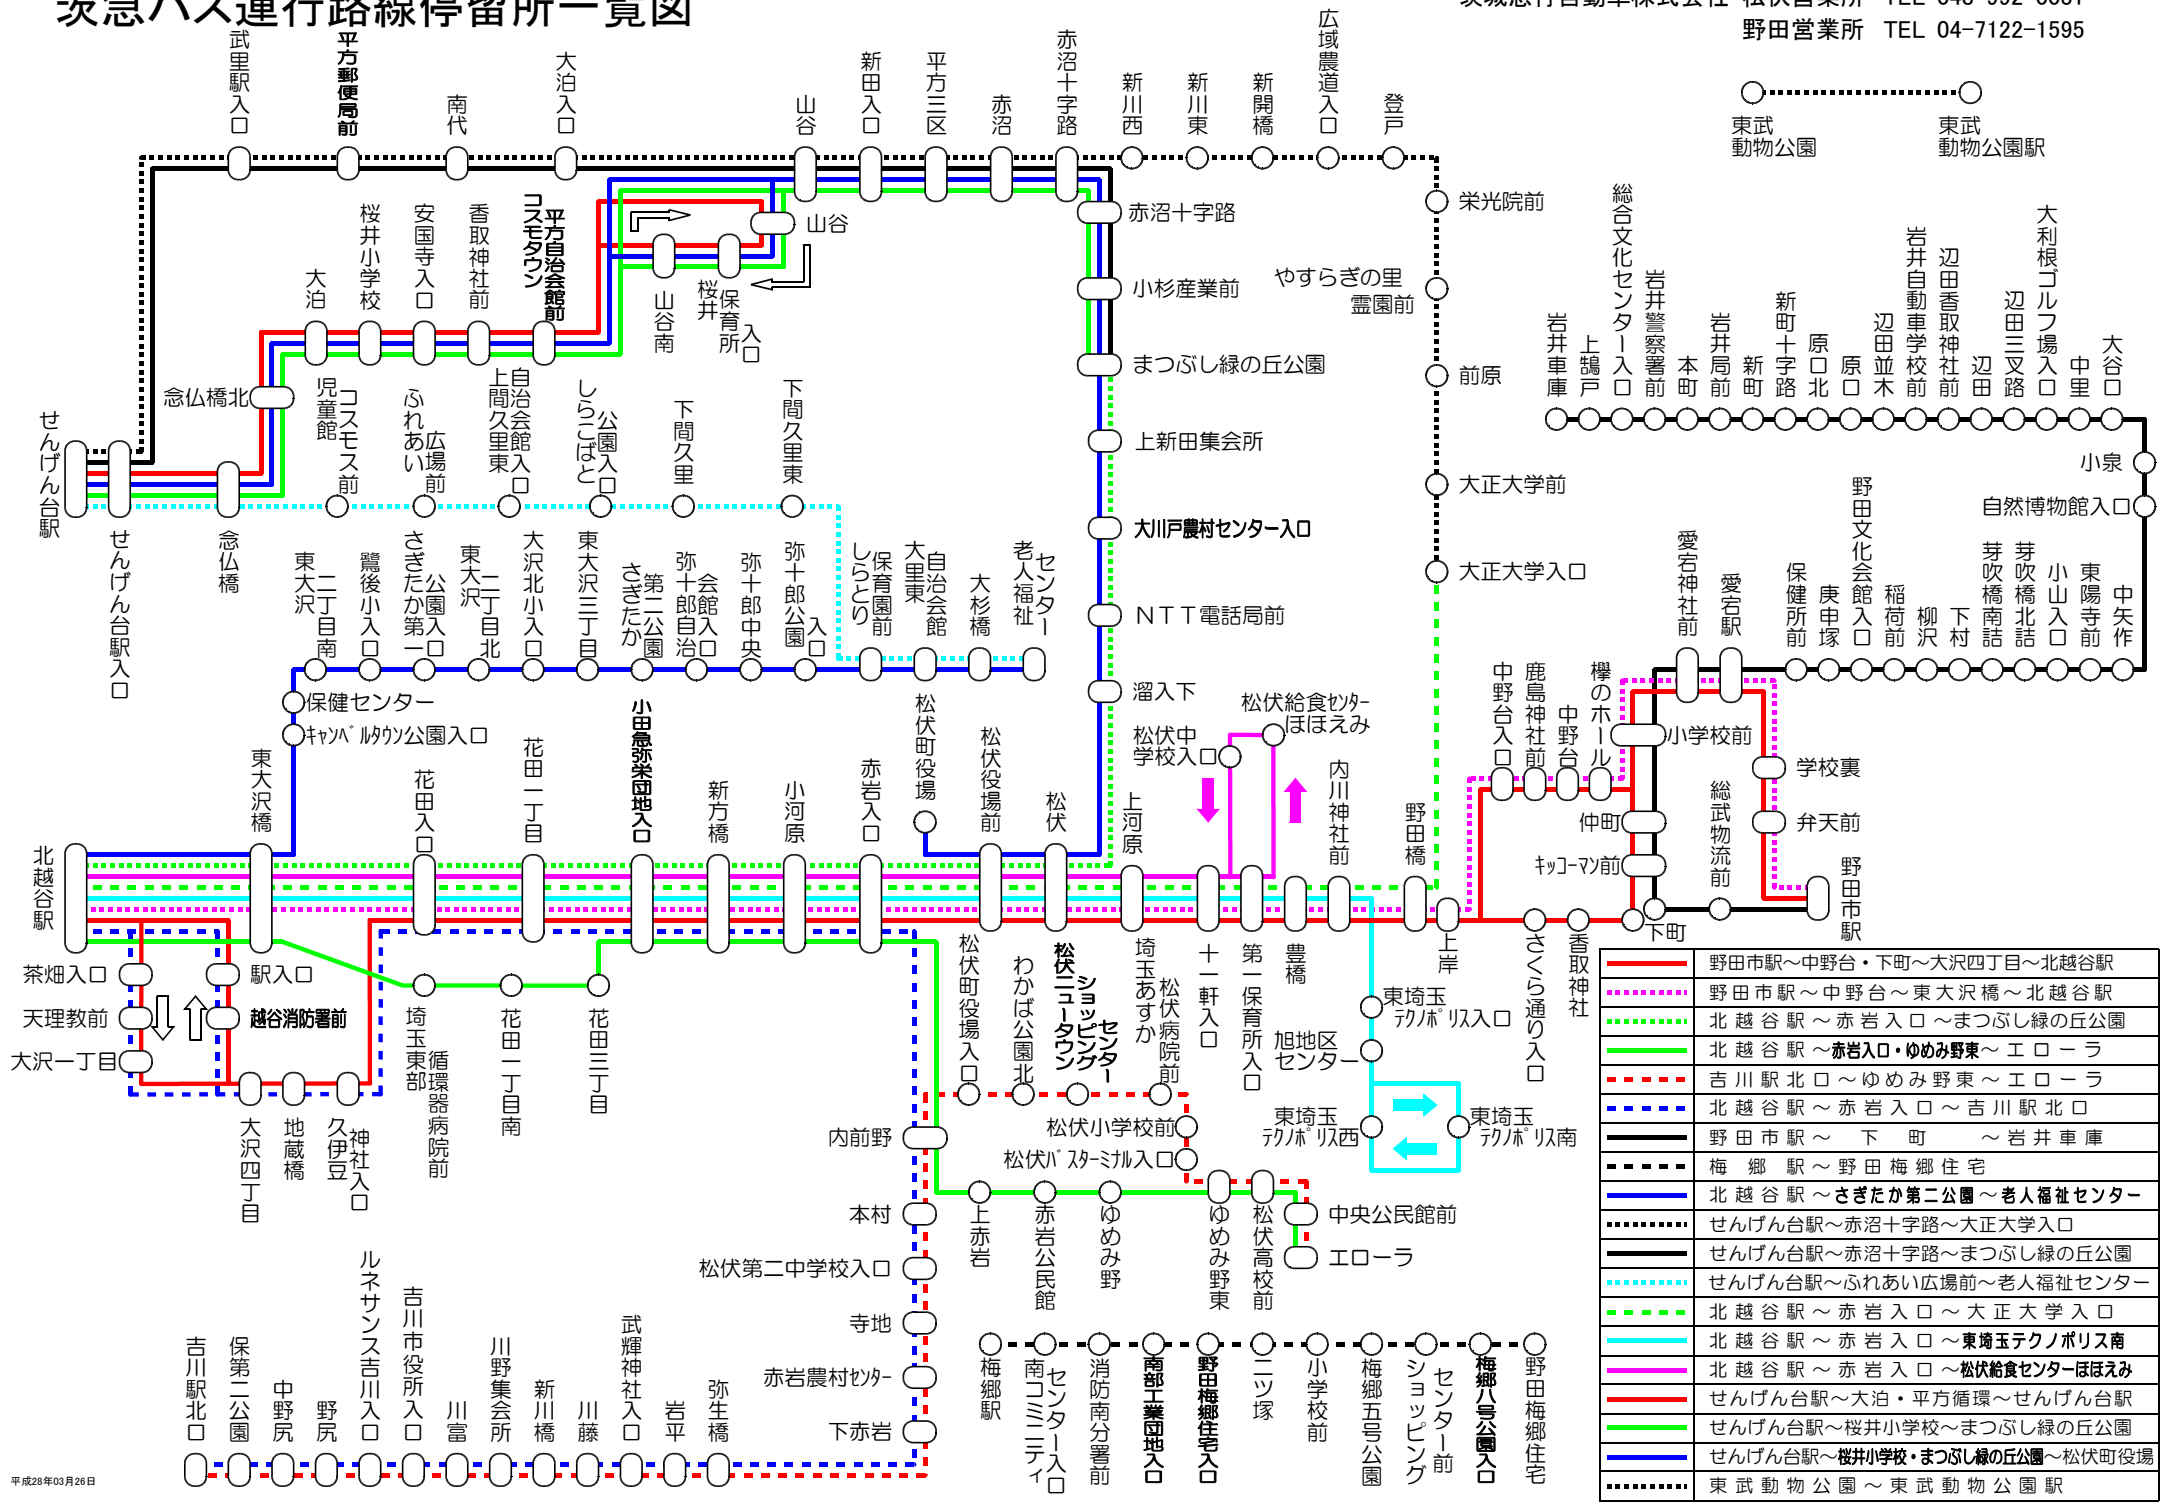 茨急バス運行路線停留所一覧図
野田営業所 TEL 04-7122-1595
東武
動物公園
東武
動物公園駅
武里駅入口
平方郵便局前
南代
大泊入口
山谷
新田入口
平方三区
赤沼
赤沼十字路
新川西
新川東
新開橋
広域農道入口
登戸
栄光院前
やすらぎの里
霊園前
前原
大正大学前
大正大学入口
大泊
桜井小学校
安国寺入口
香取神社前
コスモタウン
平方自治会館前
山谷
山谷南
桜井
保育所
入口
赤沼十字路
小杉産業前
まつぶし緑の丘公園
上新田集会所
大川戸農村センター入口
NTT電話局前
溜入下
岩井車庫
上鵠戸
総合文化センター入口
岩井警察署前
本町
岩井局前
新町
新町十字路
原口北
原口
辺田並木
岩井自動車学校前
辺田香取神社前
辺田
辺田三叉路
大利根ゴルフ場入口
中里
大谷口
小泉
自然博物館入口
念仏橋北
せんげん台駅
せんげん台駅入口
念仏橋
児童館
コスモス前
ふれあい
広場前
上間久里東
自治会館入口
しらこばと
公園入口
下間久里
下間久里東
東大沢
二丁目南
鷺後小入口
さぎたか第一
公園入口
東大沢
二丁目北
大沢北小入口
東大沢三丁目
さぎたか
第二公園
弥十郎自治
会館入口
弥十郎中央
弥十郎公園
入口
しらとり
保育園前
大里東
自治会館
大杉橋
老人福祉
センター
保健センター
ｷｬﾝﾍﾞﾙﾀｳﾝ公園入口
愛宕神社前
愛宕駅
保健所前
庚申塚
野田文化会館入口
稲荷前
柳沢
下村
芽吹橋南詰
芽吹橋北詰
小山入口
東陽寺前
中矢作
北越谷駅
東大沢橋
花田入口
花田一丁目
小田急弥栄団地入口
新方橋
小河原
赤岩入口
松伏町役場
松伏役場前
松伏
上河原
松伏中
学校入口
松伏給食ｾﾝﾀｰ
ほほえみ
内川神社前
野田橋
中野台入口
鹿島神社前
中野台
欅のホール
小学校前
仲町
ｷｯｺｰﾏﾝ前
総武物流前
学校裏
弁天前
野田市駅
下町
茶畑入口
天理教前
大沢一丁目
駅入口
越谷消防署前
大沢四丁目
地蔵橋
久伊豆
神社入口
埼玉東部
循環器病院前
花田一丁目南
花田三丁目
松伏町役場入口
わかば公園北
松伏ニュータウン
ショッピング
センター
埼玉あすか
松伏病院前
十一軒入口
第一保育所入口
豊橋
上岸
さくら通り入口
香取神社
東埼玉
ﾃｸﾉﾎﾟﾘｽ入口
旭地区
センター
東埼玉
ﾃｸﾉﾎﾟﾘｽ西
東埼玉
ﾃｸﾉﾎﾟﾘｽ南
松伏小学校前
松伏ﾊﾞｽﾀｰﾐﾅﾙ入口
内前野
本村
松伏第二中学校入口
寺地
赤岩農村ｾﾝﾀｰ
下赤岩
上赤岩
赤岩公民館
ゆめみ野
ゆめみ野東
松伏高校前
中央公民館前
エローラ
吉川駅北口
保第二公園
中野尻
野尻
ルネサンス吉川入口
吉川市役所入口
川富
川野集会所
新川橋
川藤
武輝神社入口
岩平
弥生橋
梅郷駅
南コミニティ
センター入口
消防南分署前
南部工業団地入口
野田梅郷住宅入口
二ツ塚
小学校前
梅郷五号公園
ショッピング
センター前
梅郷八号公園入口
野田梅郷住宅
野田市駅～中野台・下町～大沢四丁目～北越谷駅
野田市駅～中野台～東大沢橋～北越谷駅
北越谷駅～赤岩入口～まつぶし緑の丘公園
北越谷駅～赤岩入口・ゆめみ野東～エローラ
吉川駅北口～ゆめみ野東～エローラ
北越谷駅～赤岩入口～吉川駅北口
野田市駅～下町～岩井車庫
梅郷駅～野田梅郷住宅
北越谷駅～さぎたか第二公園～老人福祉センター
せんげん台駅～赤沼十字路～大正大学入口
せんげん台駅～赤沼十字路～まつぶし緑の丘公園
せんげん台駅～ふれあい広場前～老人福祉センター
北越谷駅～赤岩入口～大正大学入口
北越谷駅～赤岩入口～東埼玉テクノポリス南
北越谷駅～赤岩入口～松伏給食センターほほえみ
せんげん台駅～大泊・平方循環～せんげん台駅
せんげん台駅～桜井小学校～まつぶし緑の丘公園
せんげん台駅～桜井小学校・まつぶし緑の丘公園～松伏町役場
東武動物公園～東武動物公園駅
平成28年03月26日